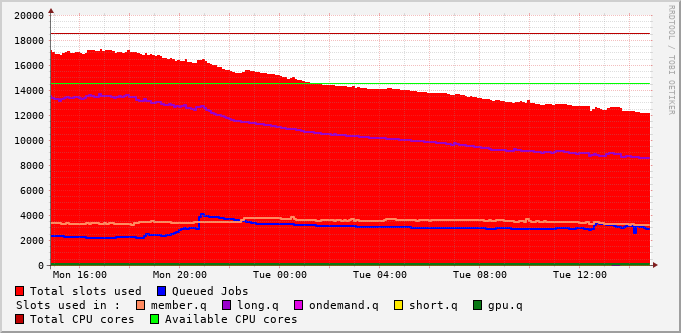 20000
18000
16000
14000
12000
10000
8000
6000
4000
2000
0
Mon 16:00 Mon 20:00 Tue 00:00 Tue 04:00 Tue 08:00 Tue 12:00
RRDTOOL / TOBI OETIKER
Total slots used Queued Jobs
Slots used in : member.q long.q ondemand.q short.q gpu.q
Total CPU cores Available CPU cores